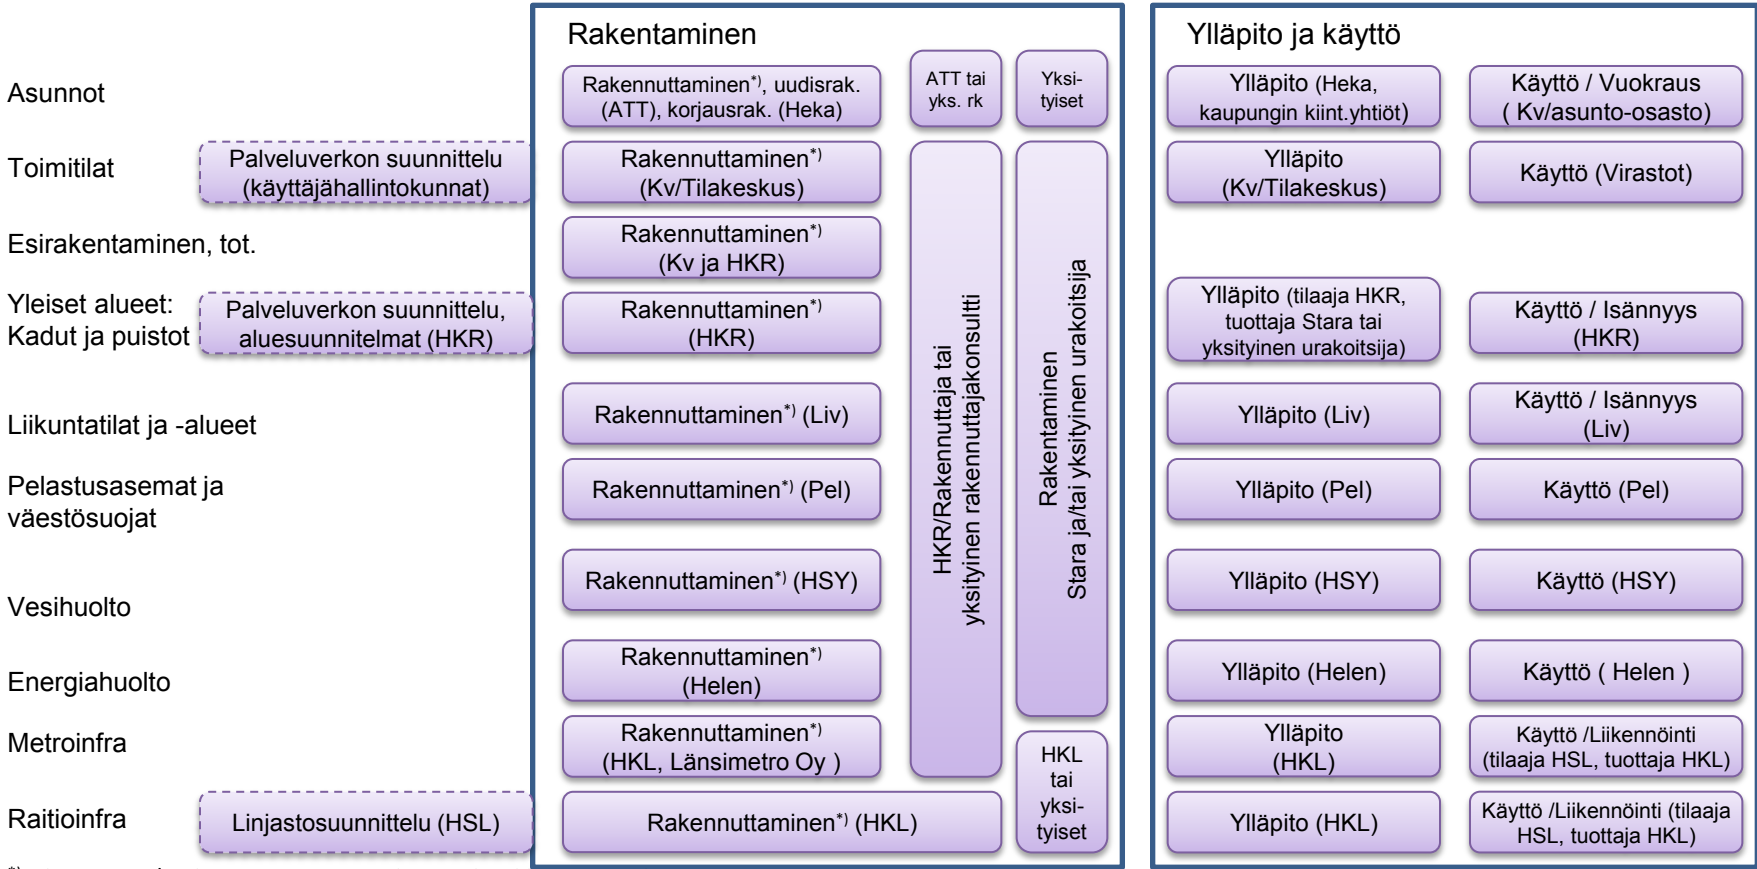 Rakentaminen
Ylläpito ja käyttö
Asunnot
Rakennuttaminen*), uudisrak.
(ATT), korjausrak. (Heka)
ATT tai
yks. rk
Yksi-
tyiset
Ylläpito (Heka,
kaupungin kiint.yhtiöt)
Käyttö / Vuokraus
( Kv/asunto-osasto)
Toimitilat
Palveluverkon suunnittelu
(käyttäjähallintokunnat)
Rakennuttaminen*)
(Kv/Tilakeskus)
HKR/Rakennuttaja tai
yksityinen rakennuttajakonsultti
Rakentaminen
Stara ja/tai yksityinen urakoitsija
Ylläpito
(Kv/Tilakeskus)
Käyttö (Virastot)
Esirakentaminen, tot.
Rakennuttaminen*)
(Kv ja HKR)
Yleiset alueet:
Kadut ja puistot
Palveluverkon suunnittelu,
aluesuunnitelmat (HKR)
Rakennuttaminen*)
(HKR)
Ylläpito (tilaaja HKR,
tuottaja Stara tai
yksityinen urakoitsija)
Käyttö / Isännyys
(HKR)
Liikuntatilat ja -alueet
Rakennuttaminen*) (Liv)
Ylläpito (Liv)
Käyttö / Isännyys
(Liv)
Pelastusasemat ja
väestösuojat
Rakennuttaminen*) (Pel)
Ylläpito (Pel)
Käyttö (Pel)
Vesihuolto
Rakennuttaminen*) (HSY)
Ylläpito (HSY)
Käyttö (HSY)
Energiahuolto
Rakennuttaminen*)
(Helen)
Ylläpito (Helen)
Käyttö ( Helen )
Metroinfra
Rakennuttaminen*)
(HKL, Länsimetro Oy )
HKL
tai
yksi-
tyiset
Ylläpito
(HKL)
Käyttö /Liikennöinti
(tilaaja HSL, tuottaja HKL)
Raitioinfra
Linjastosuunnittelu (HSL)
Rakennuttaminen*) (HKL)
Ylläpito (HKL)
Käyttö /Liikennöinti (tilaaja
HSL, tuottaja HKL)
*)